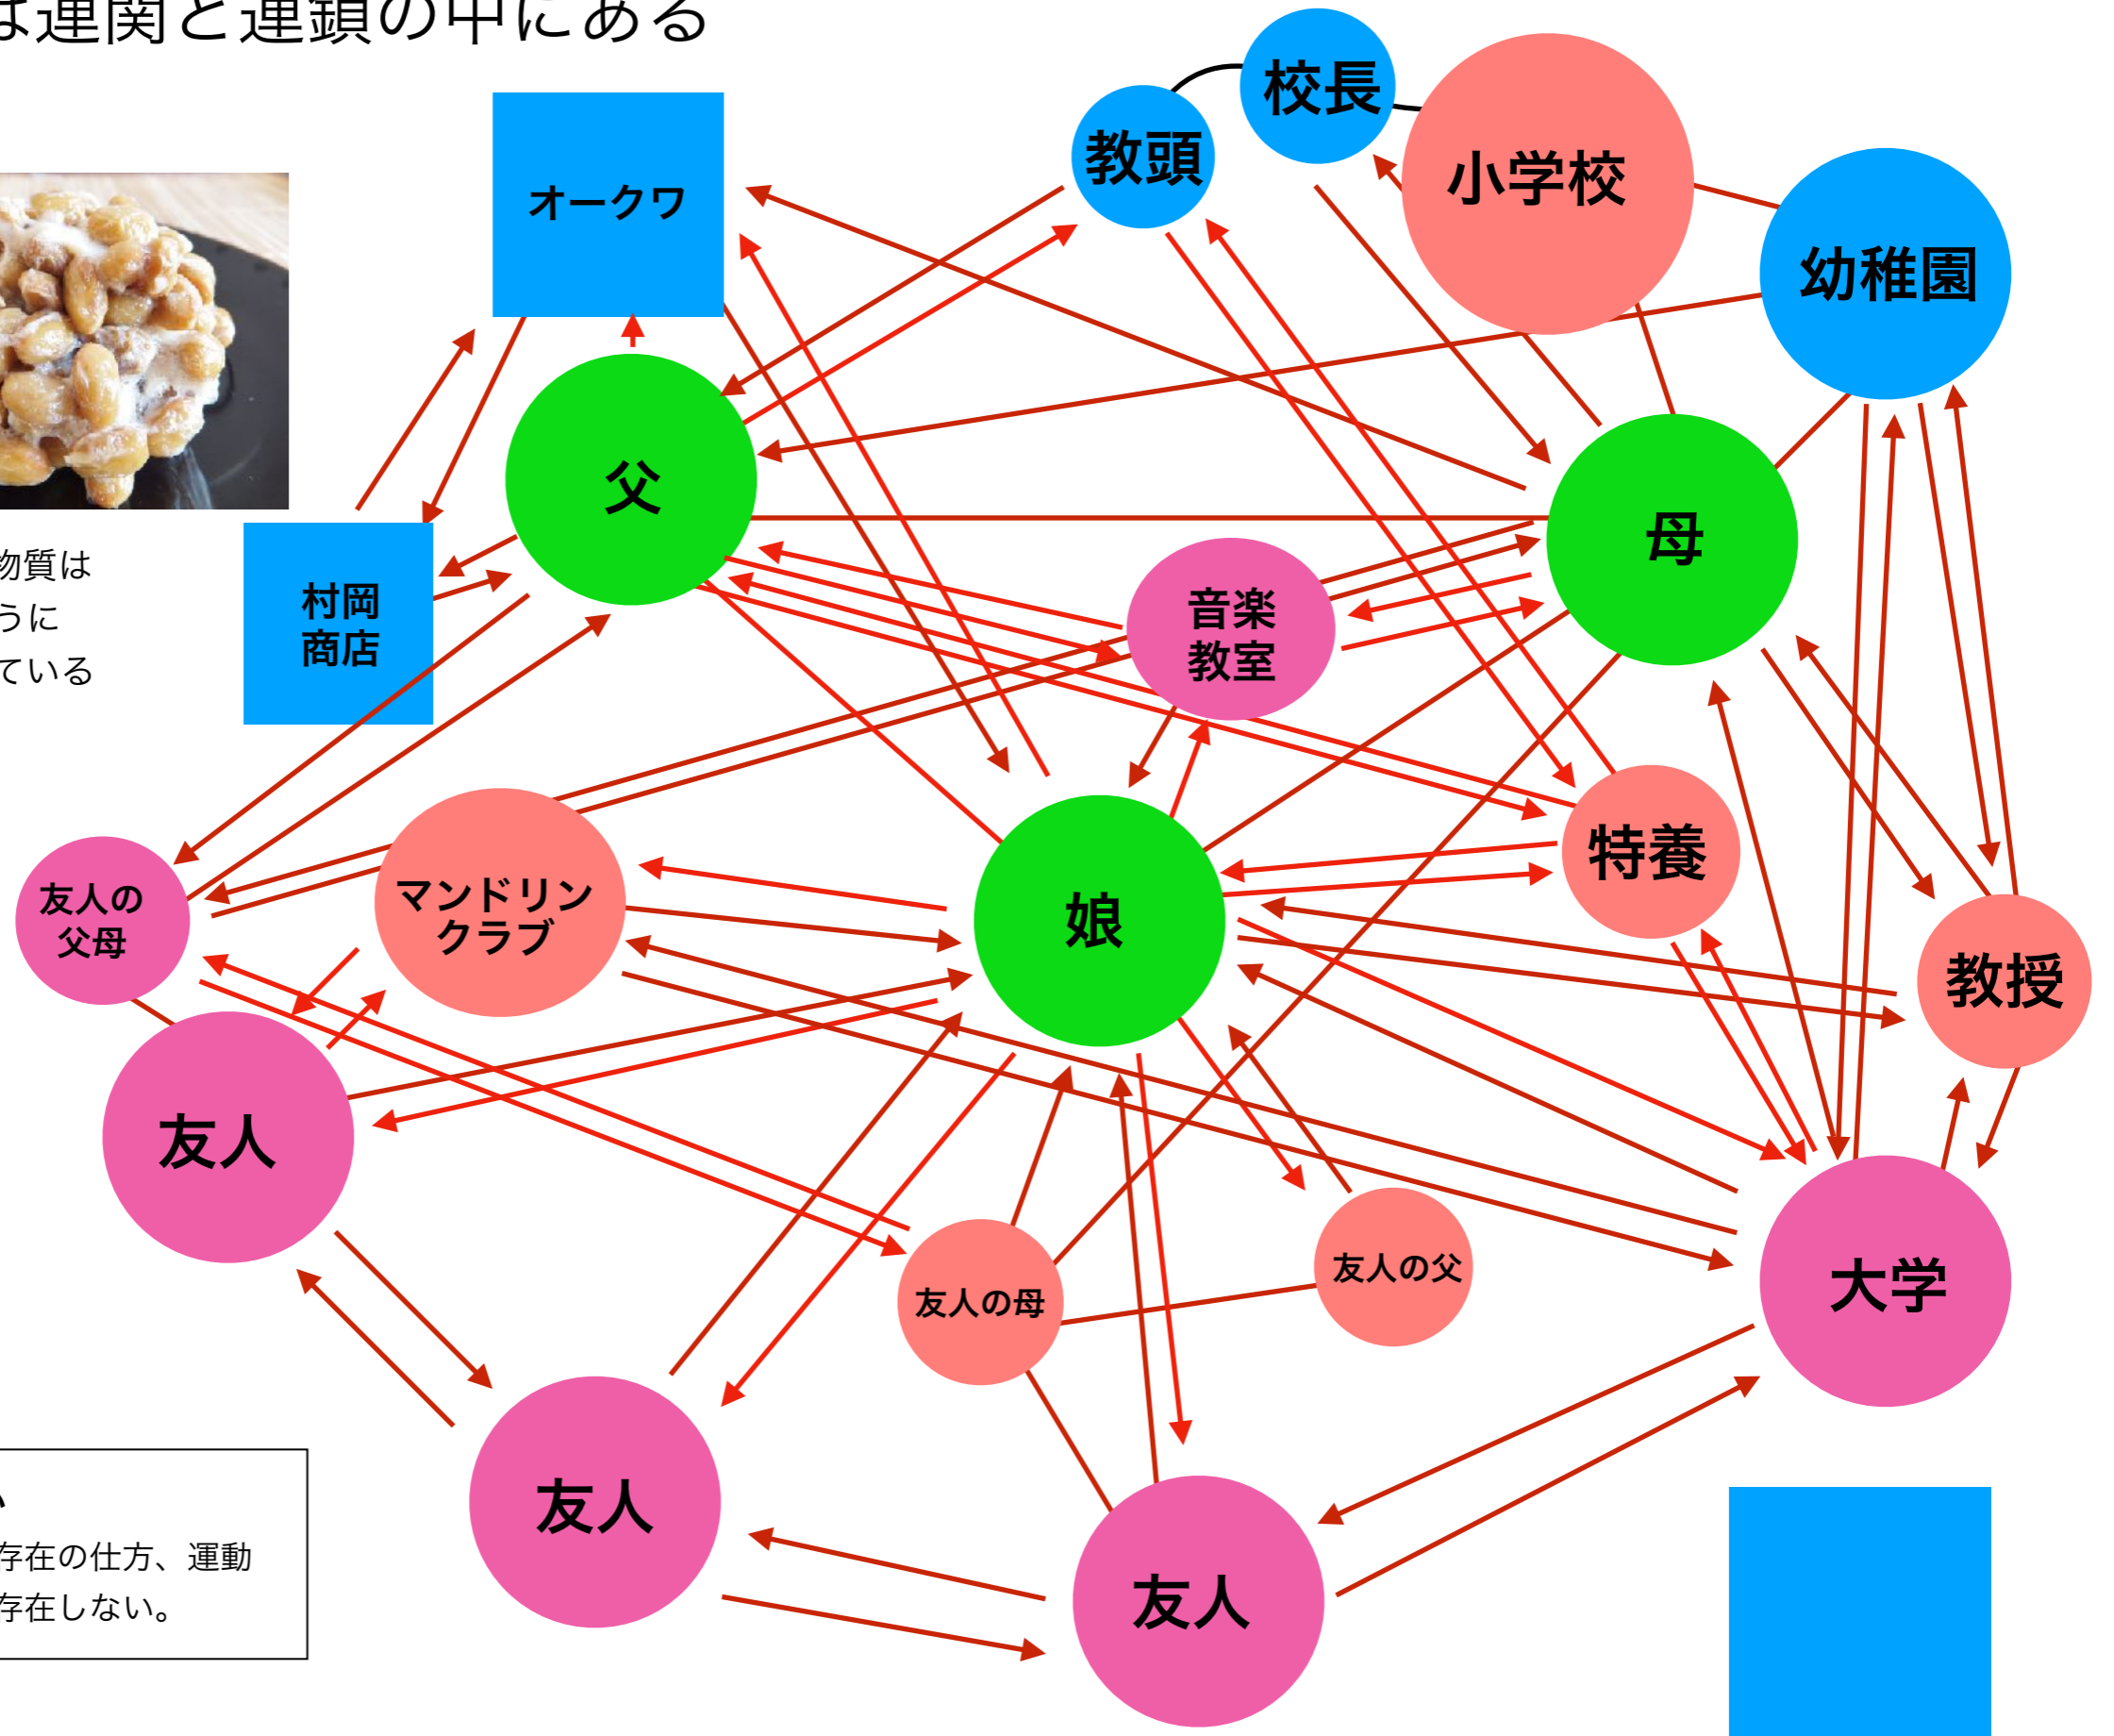 は連関と連鎖の中にある
校長
教頭
小学校
オークワ
幼稚園
父
母
物質は
うに
ている
村岡
商店
音楽
教室
特養
マンドリン
クラブ
娘
友人の
父母
教授
友人
友人の父
友人の母
大学
友人
友人
存在の仕方、運動
存在しない。